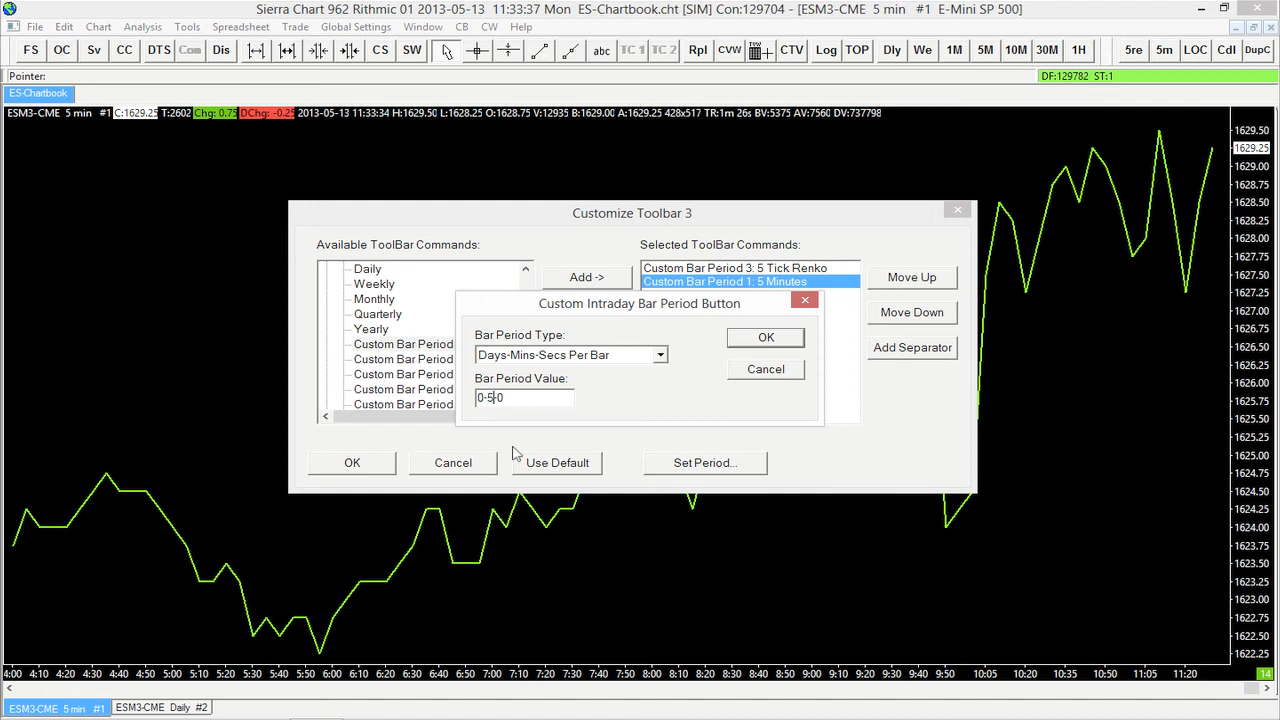 Sierra Chart 962 Rithmic 01 2013-05-13 11:33:37 Mon ES-Chartbook.cht [SIM] Con:129704 - [ESM3-CME 5 min #1 E-Mini SP 500]
File Edit Chart Analysis Tools Spreadsheet Trade Global Settings Window CB CW Help
FS OC Sv CC DTS Com Dis CS SW abc TC 1 TC 2 Rpl CVW CTV Log TOP Dly We 1M 5M 10M 30M 1H 5re 5m LOC Cdl DupC
Pointer: DF:129782 ST:1
ES-Chartbook
ESM3-CME 5 min #1 C:1629.25 T:2602 Chg: 0.75 DChg: -0.25 2013-05-13 11:33:34 H:1629.50 L:1628.25 O:1628.75 V:12935 B:1629.00 A:1629.25 428x517 TR:1m 26s BV:5375 AV:7560 DV:737798
Customize Toolbar 3
Available ToolBar Commands:
Daily
Weekly
Monthly
Quarterly
Yearly
Custom Bar Period
Custom Bar Period
Custom Bar Period
Custom Bar Period
Custom Bar Period
Add ->
Selected ToolBar Commands:
Custom Bar Period 3: 5 Tick Renko
Custom Bar Period 1: 5 Minutes
Move Up
Move Down
Add Separator
Custom Intraday Bar Period Button
Bar Period Type:
Days-Mins-Secs Per Bar
Bar Period Value:
0-5-0
OK
Cancel
OK Cancel Use Default Set Period...
1629.50
1629.25
1629.00
1628.75
1628.50
1628.25
1628.00
1627.75
1627.50
1627.25
1627.00
1626.75
1626.50
1626.25
1626.00
1625.75
1625.50
1625.25
1625.00
1624.75
1624.50
1624.25
1624.00
1623.75
1623.50
1623.25
1623.00
1622.75
1622.50
4:00 4:10 4:20 4:30 4:40 4:50 5:00 5:10 5:20 5:30 5:40 5:50 6:00 6:10 6:20 6:30 6:40 6:50 7:00 7:10 7:20 7:30 7:40 7:50 8:00 8:10 8:20 8:30 8:40 8:50 9:00 9:10 9:20 9:30 9:40 9:50 10:05 10:20 10:35 10:50 11:05 11:20 14
ESM3-CME 5 min #1 ESM3-CME Daily #2